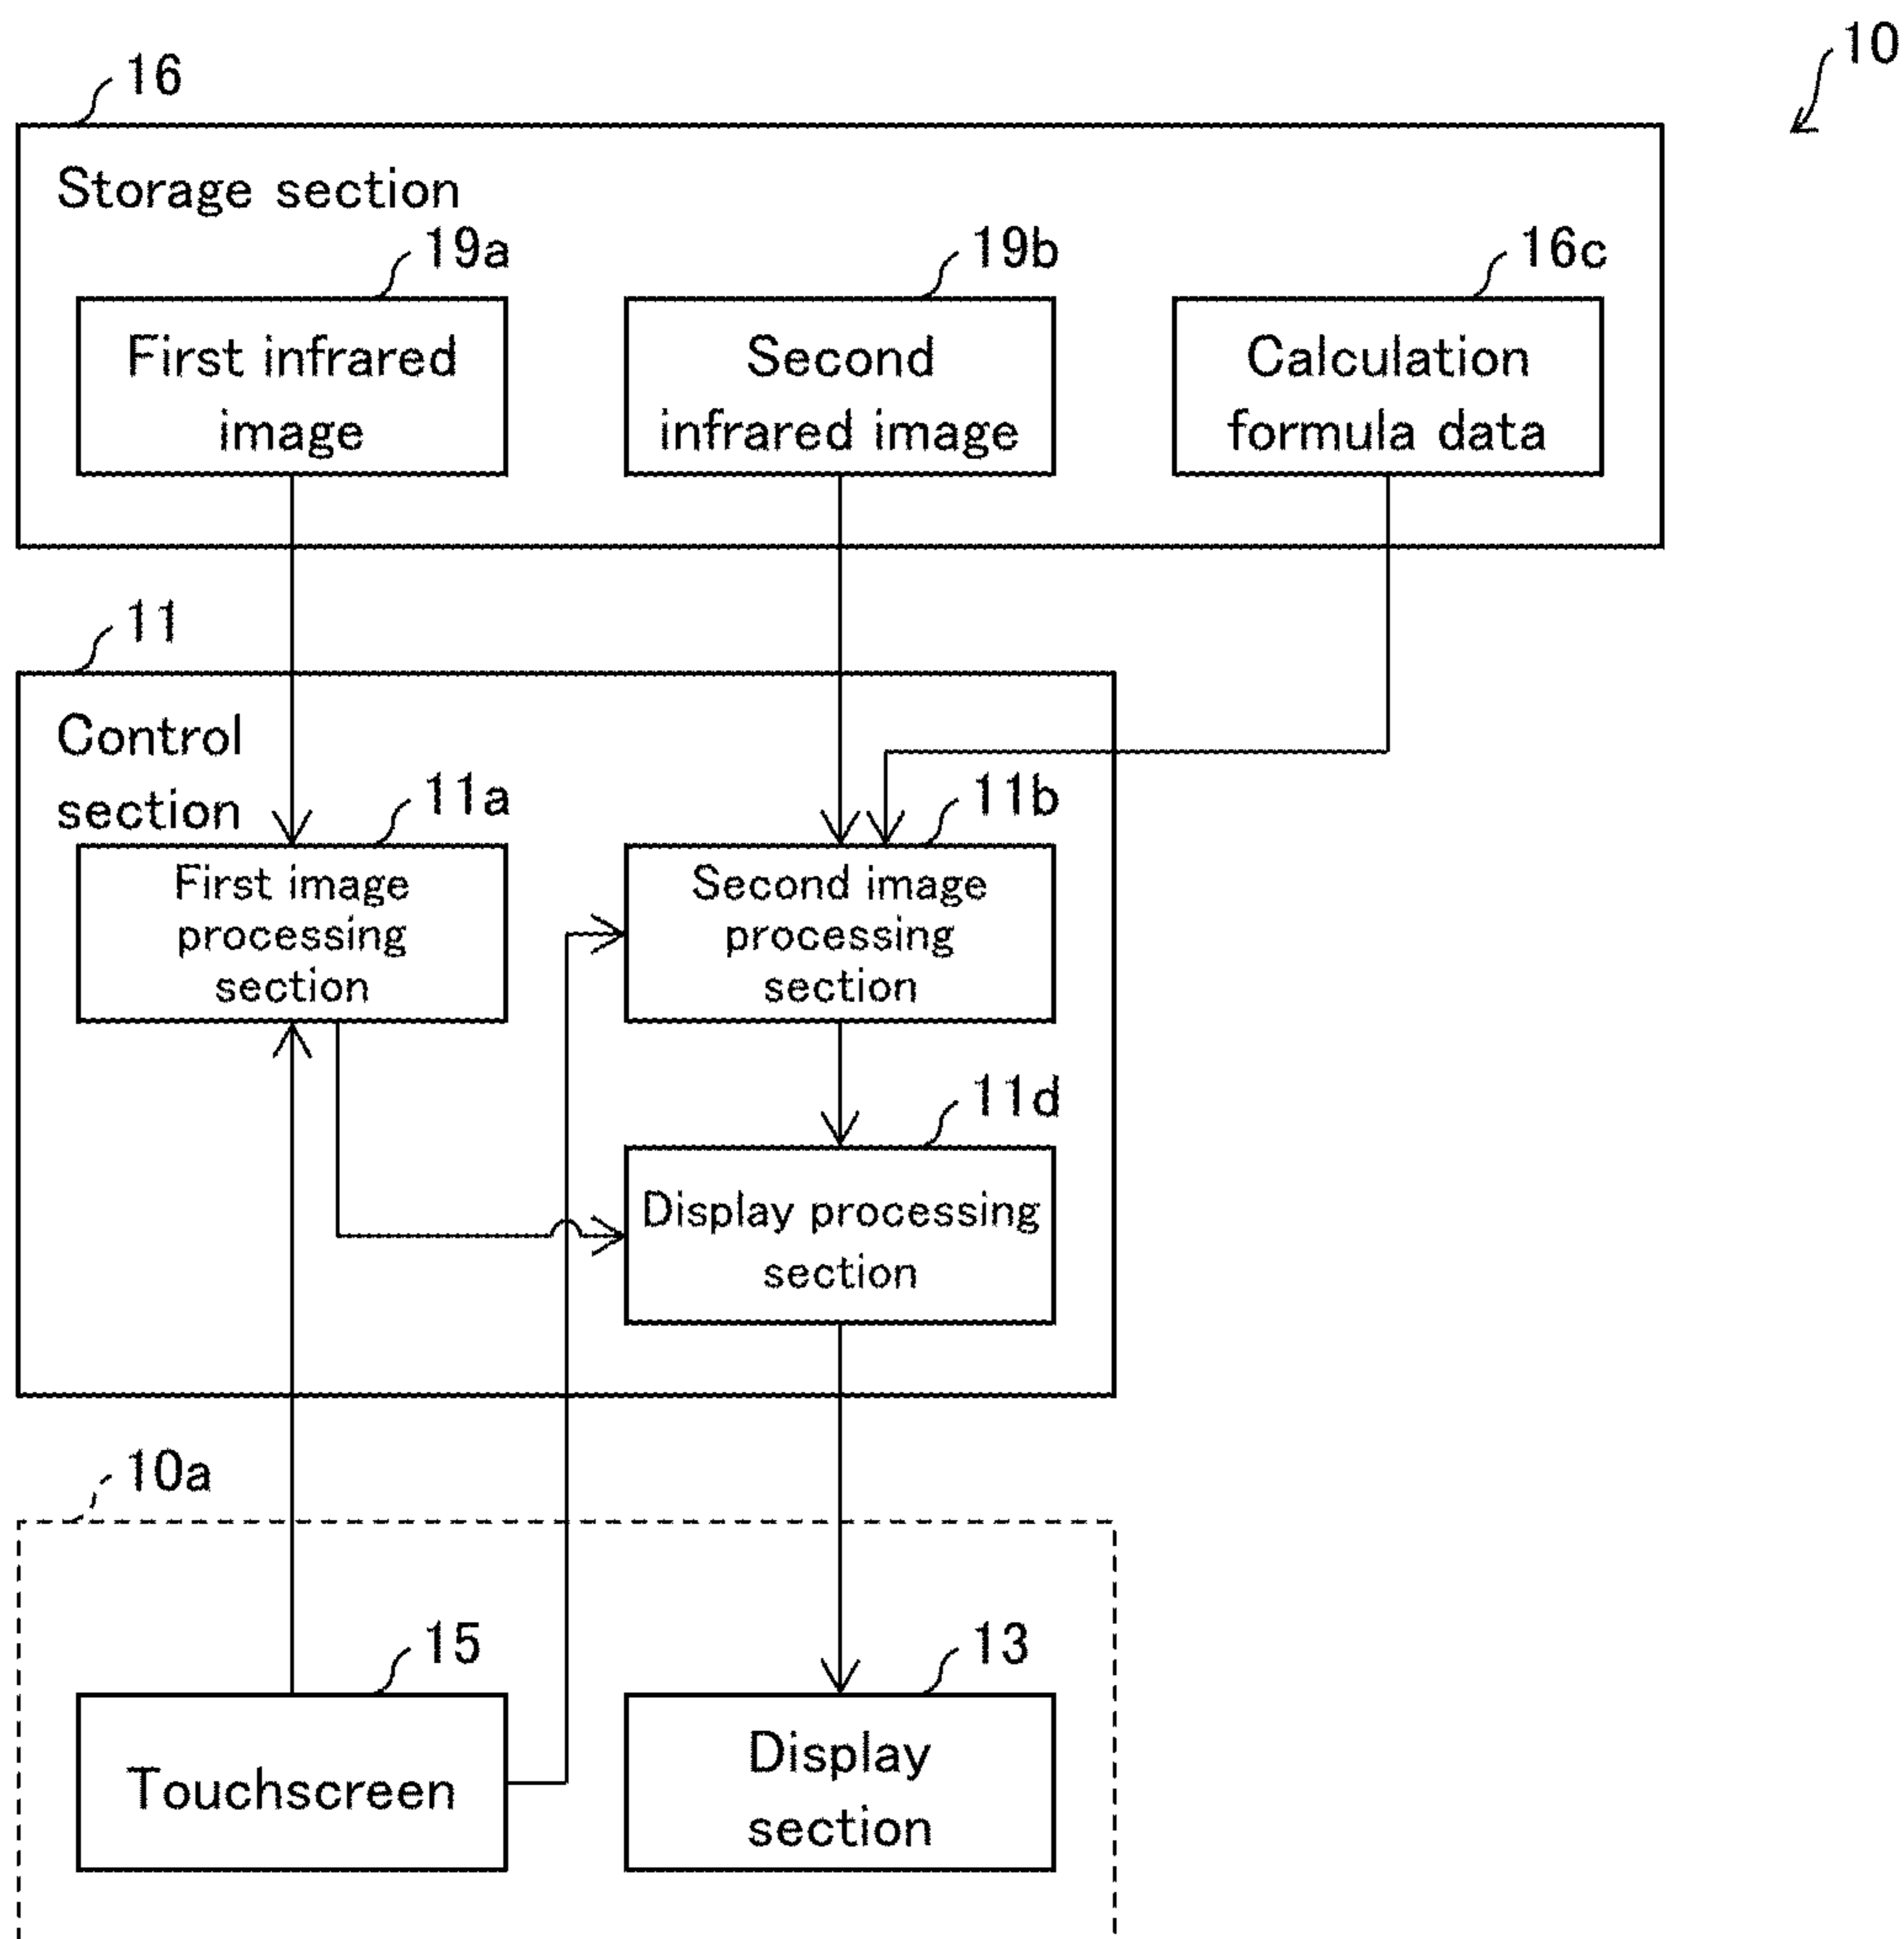 10
16
Storage section
19a
19b
16c
First infrared
image
Second
infrared image
Calculation
formula data
11
Control
section
11a
11b
First image
processing
section
Second image
processing
section
11d
Display processing
section
10a
15
13
Touchscreen
Display
section